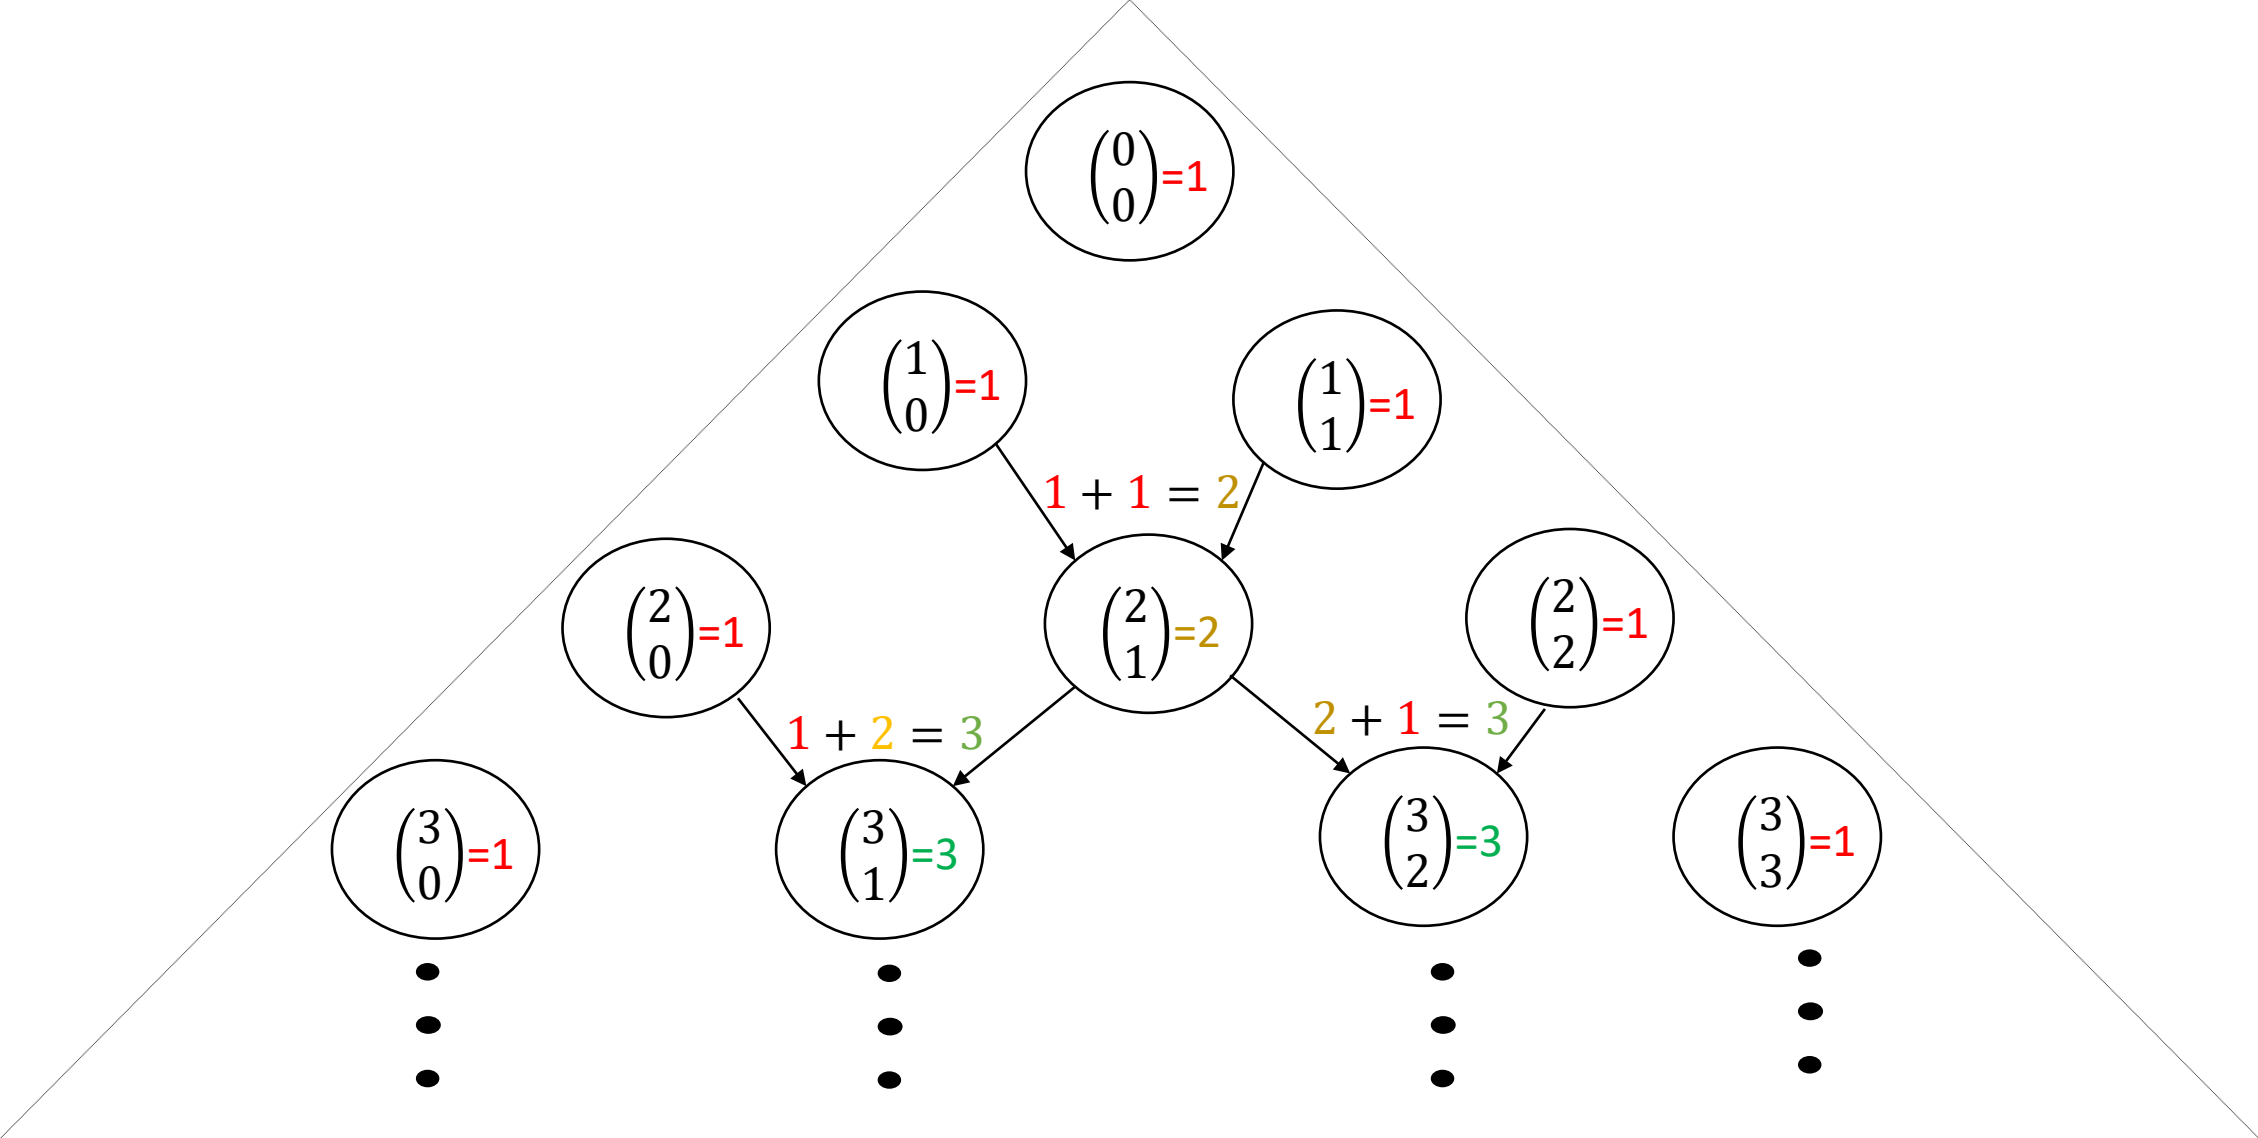 (0 0)=1
(1 0)=1 (1 1)=1
1 + 1 = 2
(2 0)=1 (2 1)=2 (2 2)=1
1 + 2 = 3 2 + 1 = 3
(3 0)=1 (3 1)=3 (3 2)=3 (3 3)=1